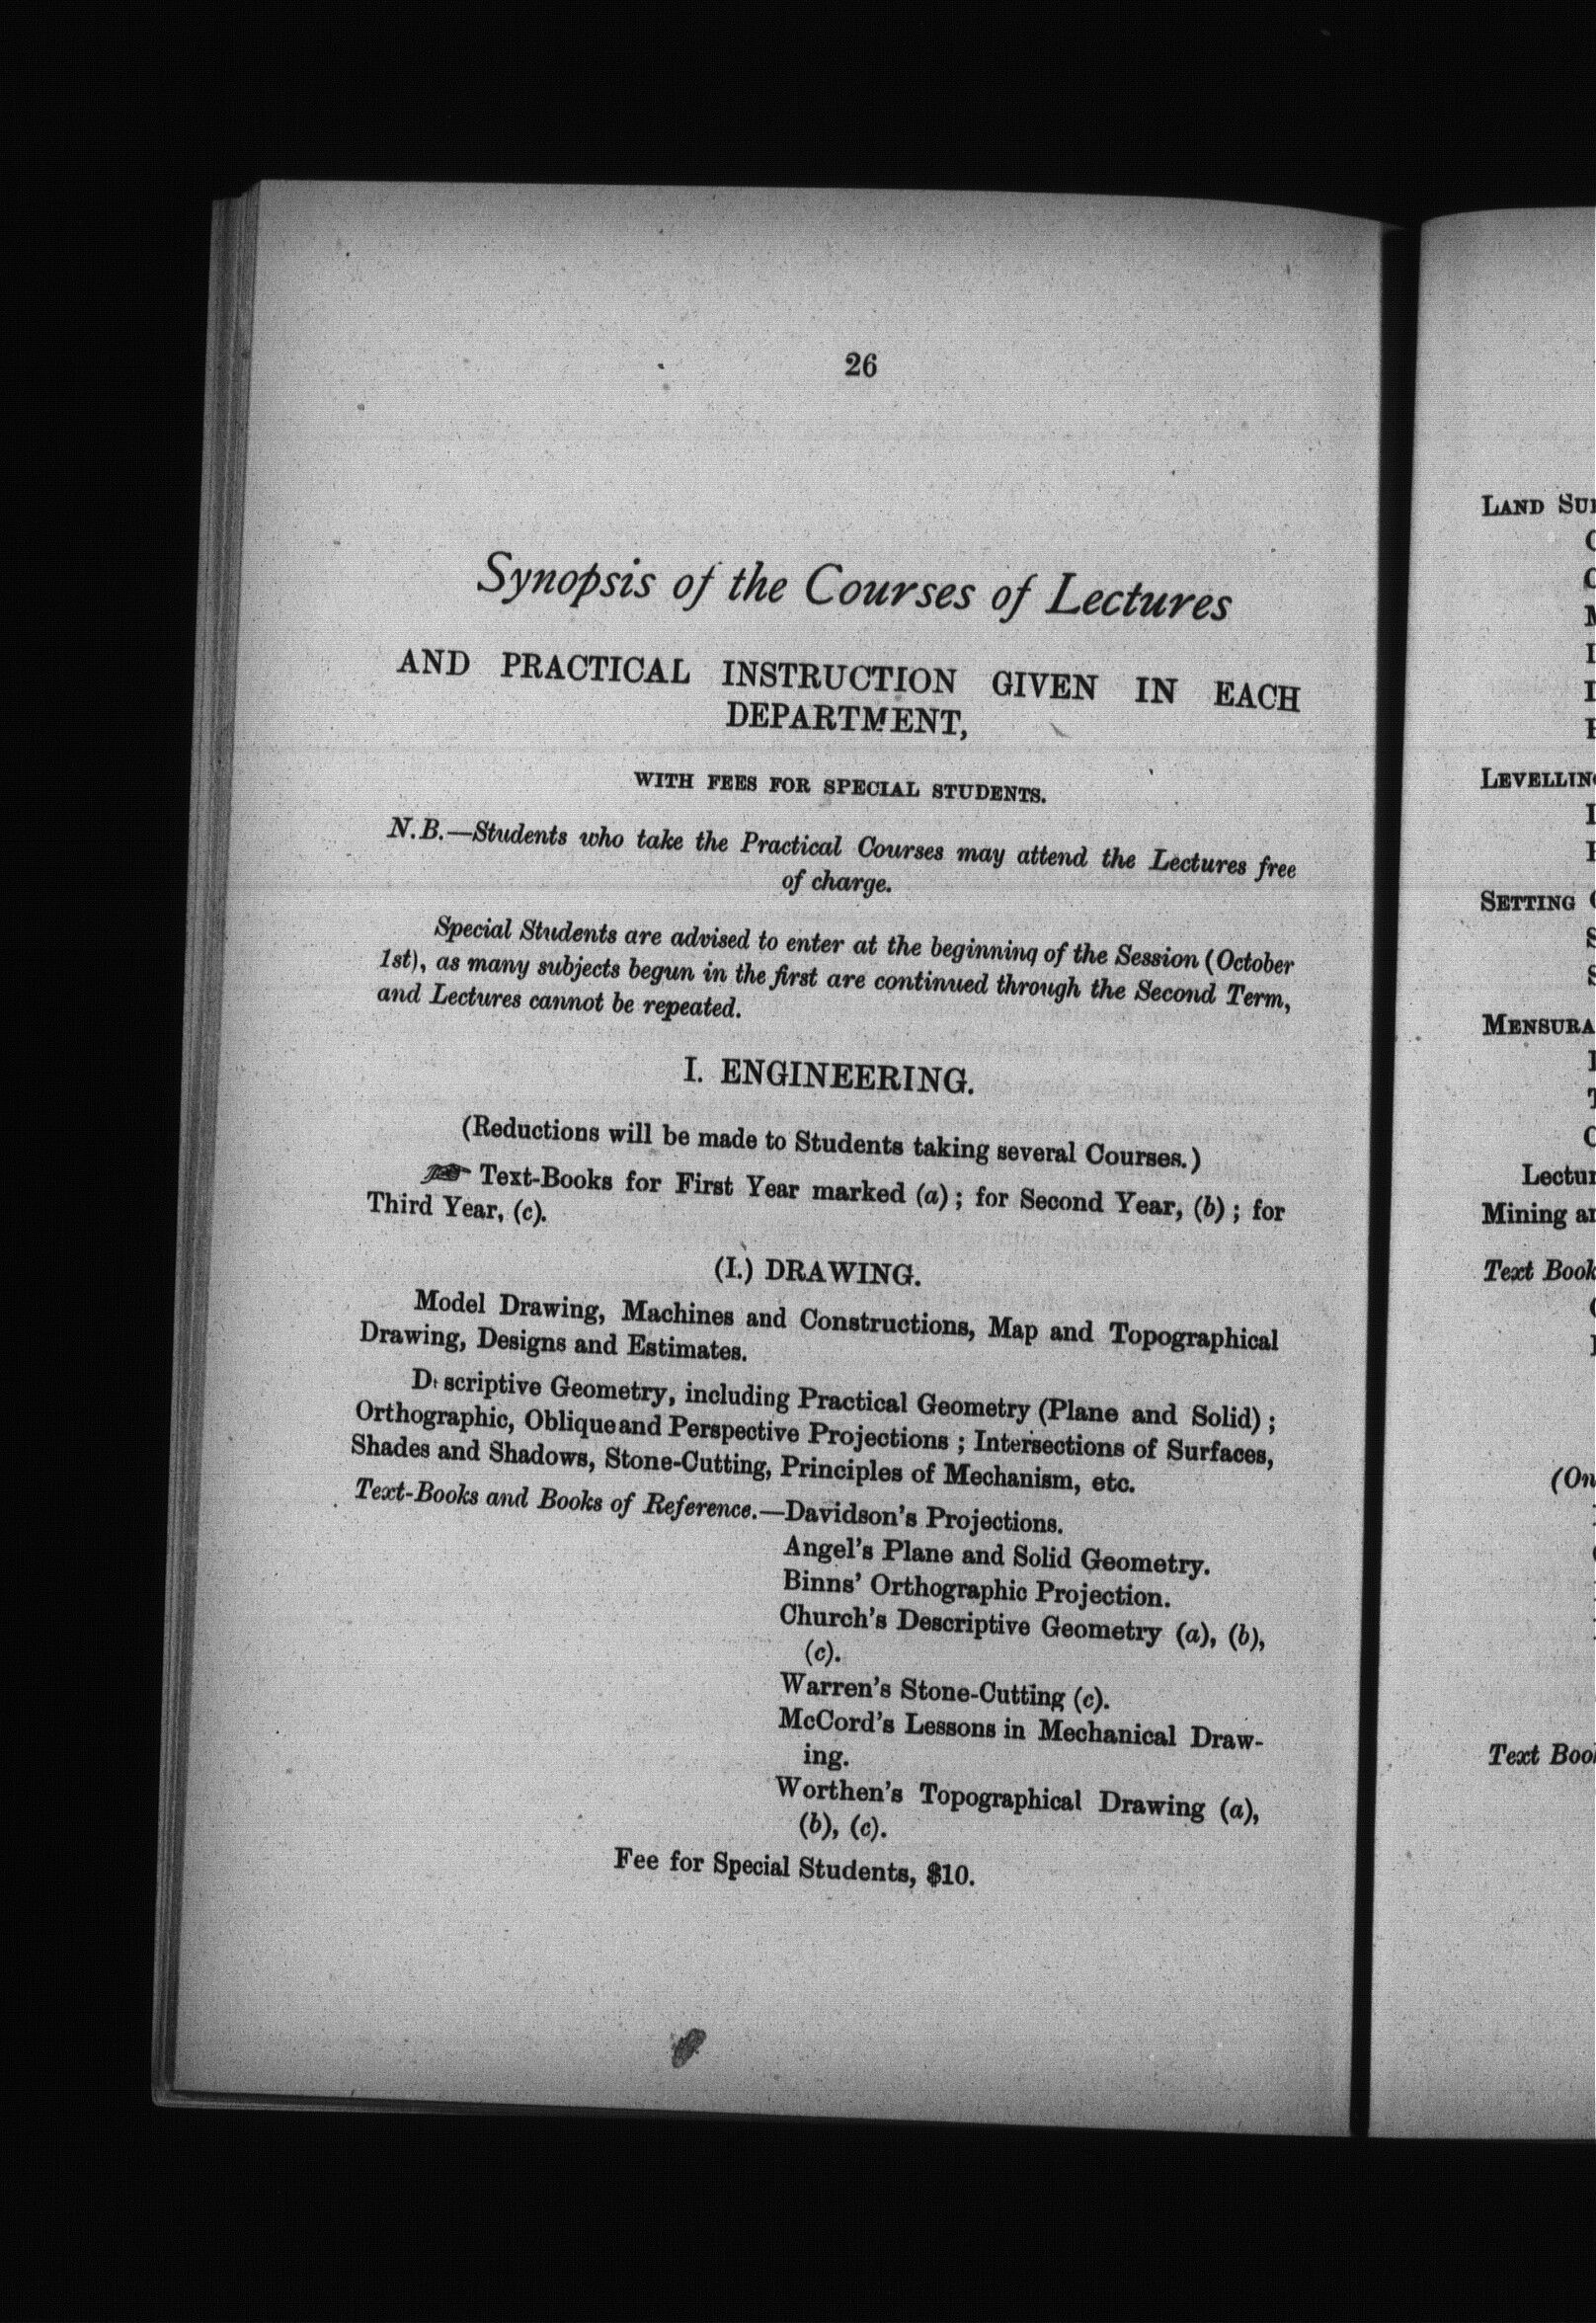 26
Synopsis of the Courses of Lectures
AND PRACTICAL INSTRUCTION GIVEN IN EACH
DEPARTMENT,
WITH FEES FOR SPECIAL STUDENTS.
N.B.—Students who take the Practical Courses may attend the Lectures free
of charge.
Special Students are advised to enter at the beginning of the Session (October
1st), as many subjects begun in the first are continued through the Second Term,
and Lectures cannot be repeated.
I. ENGINEERING.
(Reductions will be made to Students taking several Courses.)
☞ Text-Books for First Year marked (a); for Second Year, (b); for
Third Year, (c).
(I.) DRAWING.
Model Drawing, Machines and Constructions, Map and Topographical
Drawing, Designs and Estimates.
Descriptive Geometry, including Practical Geometry (Plane and Solid);
Orthographic, Oblique and Perspective Projections; Intersections of Surfaces,
Shades and Shadows, Stone-Cutting, Principles of Mechanism, etc.
Text-Books and Books of Reference.—Davidson's Projections.
Angel's Plane and Solid Geometry.
Binns' Orthographic Projection.
Church's Descriptive Geometry (a), (b),
(c).
Warren's Stone-Cutting (c).
McCord's Lessons in Mechanical Draw-
ing.
Worthen's Topographical Drawing (a),
(b), (c).
Fee for Special Students, $10.
LAND
SETTING
Mining
Text
(On
Text